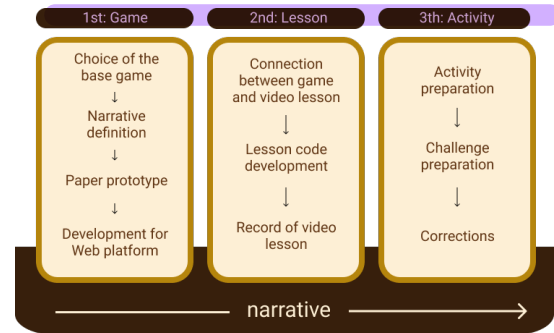 1st: Game
Choice of the
base game
Narrative
definition
Paper prototype
Development for
Web platform
2nd: Lesson
Connection
between game
and video lesson
Lesson code
development
Record of video
lesson
3th: Activity
Activity
preparation
Challenge
preparation
Corrections
narrative